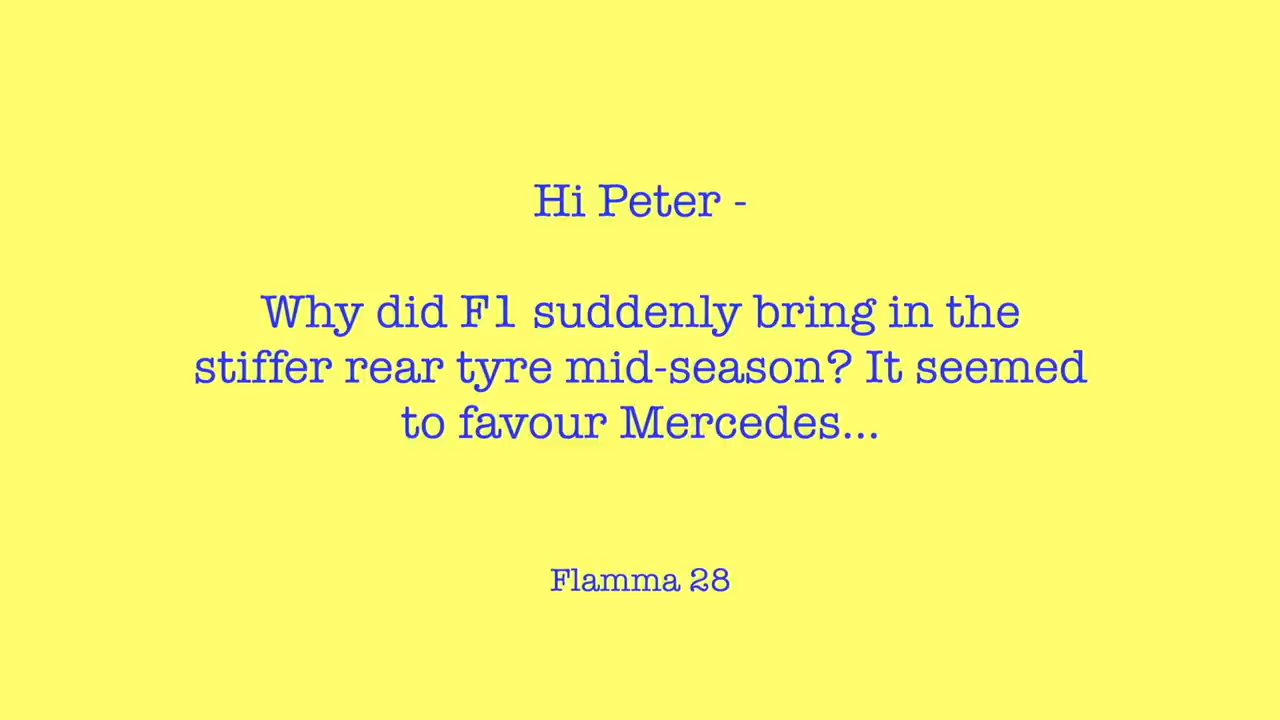 Hi Peter -
Why did F1 suddenly bring in the
stiffer rear tyre mid-season? It seemed
to favour Mercedes...
Flamma 28